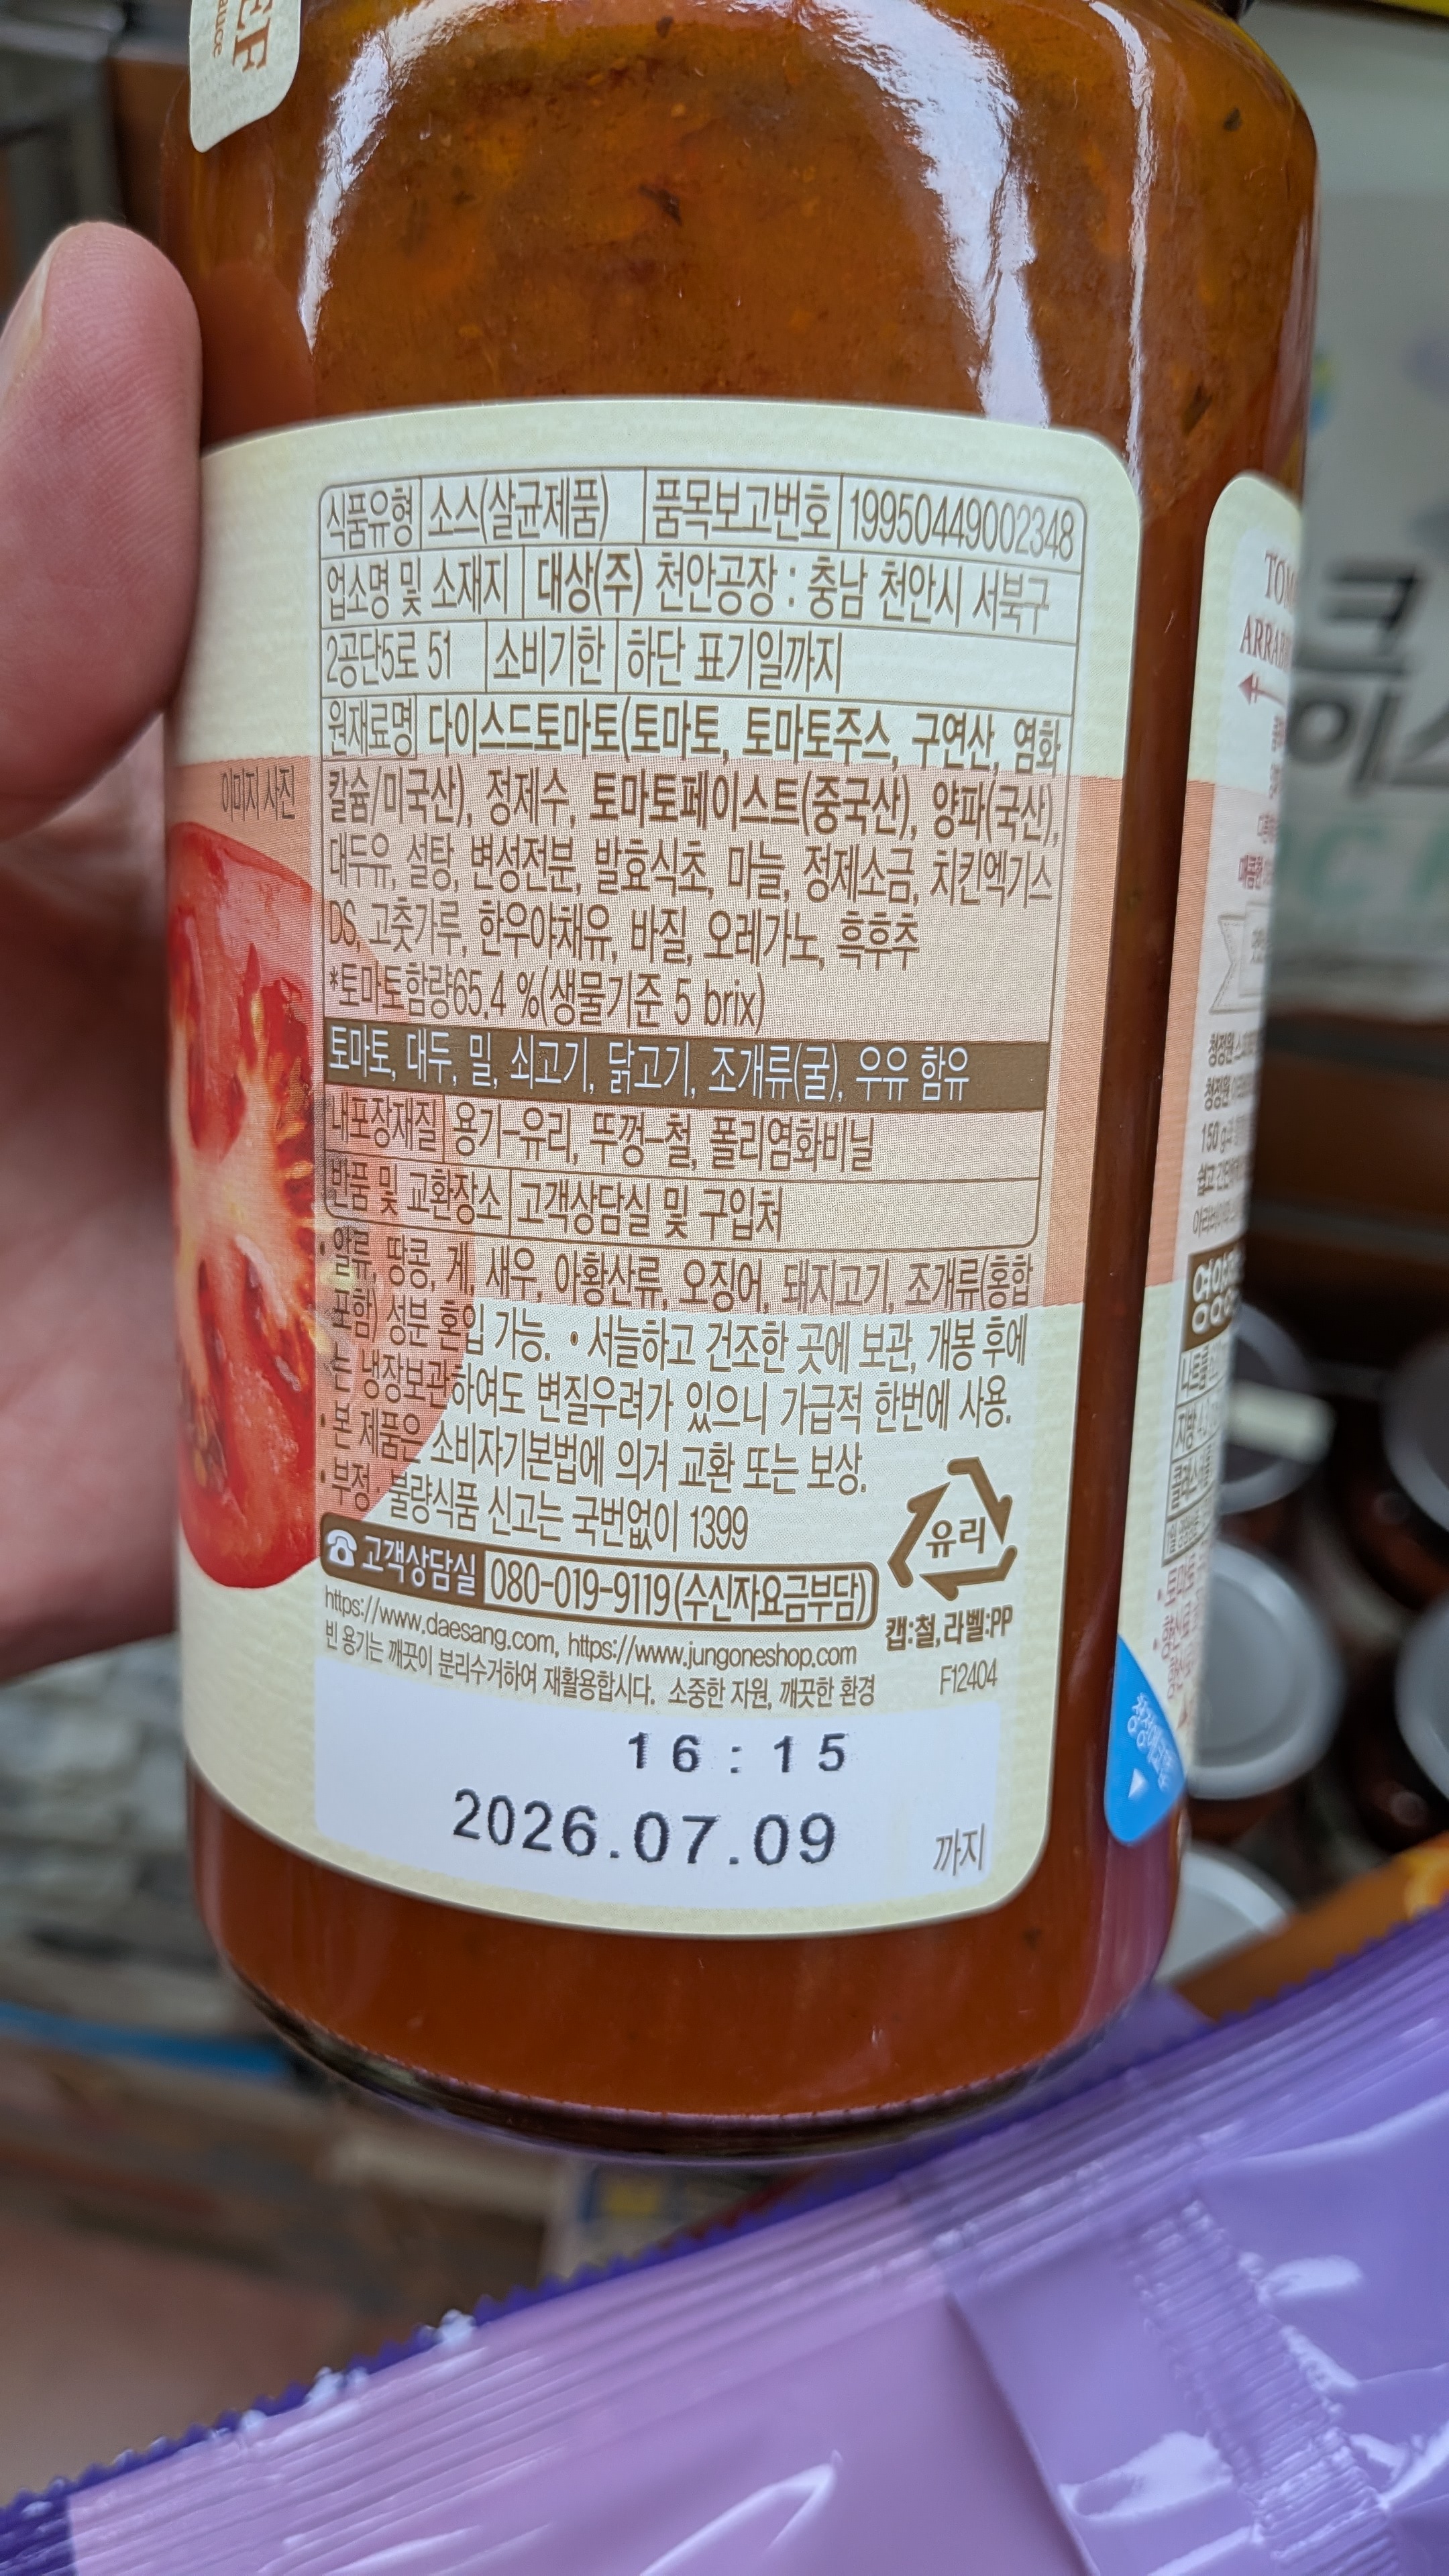 식품유형 소스(살균제품) 품목보고번호 19950449002348
업소명 및 소재지 대상(주) 천안공장 : 충남 천안시 서북구
2공단5로 51 소비기한 하단 표기일까지
원재료명 다이스드토마토(토마토, 토마토주스, 구연산, 염화
칼슘/미국산), 정제수, 토마토페이스트(중국산), 양파(국산),
대두유, 설탕, 변성전분, 발효식초, 마늘, 정제소금, 치킨엑기스
DS, 고춧가루, 한우야채유, 바질, 오레가노, 흑후추
*토마토함량65.4 %(생물기준 5 brix)
토마토, 대두, 밀, 쇠고기, 닭고기, 조개류(굴), 우유 함유
내포장재질 용기-유리, 뚜껑-철, 폴리염화비닐
반품 및 교환장소 고객상담실 및 구입처
• 알류, 땅콩, 게, 새우, 아황산류, 오징어, 돼지고기, 조개류(홍합
포함) 성분 혼입 가능. • 서늘하고 건조한 곳에 보관, 개봉 후에
는 냉장보관하여도 변질우려가 있으니 가급적 한번에 사용.
• 본 제품은 소비자기본법에 의거 교환 또는 보상.
• 부정·불량식품 신고는 국번없이 1399
고객상담실 080-019-9119(수신자요금부담)
https://www.daesang.com, https://www.jungoneshop.com
빈 용기는 깨끗이 분리수거하여 재활용합시다. 소중한 자원, 깨끗한 환경
유리
캡:철, 라벨:PP
F12404
16:15
2026.07.09 까지
이미지 사진
150 g